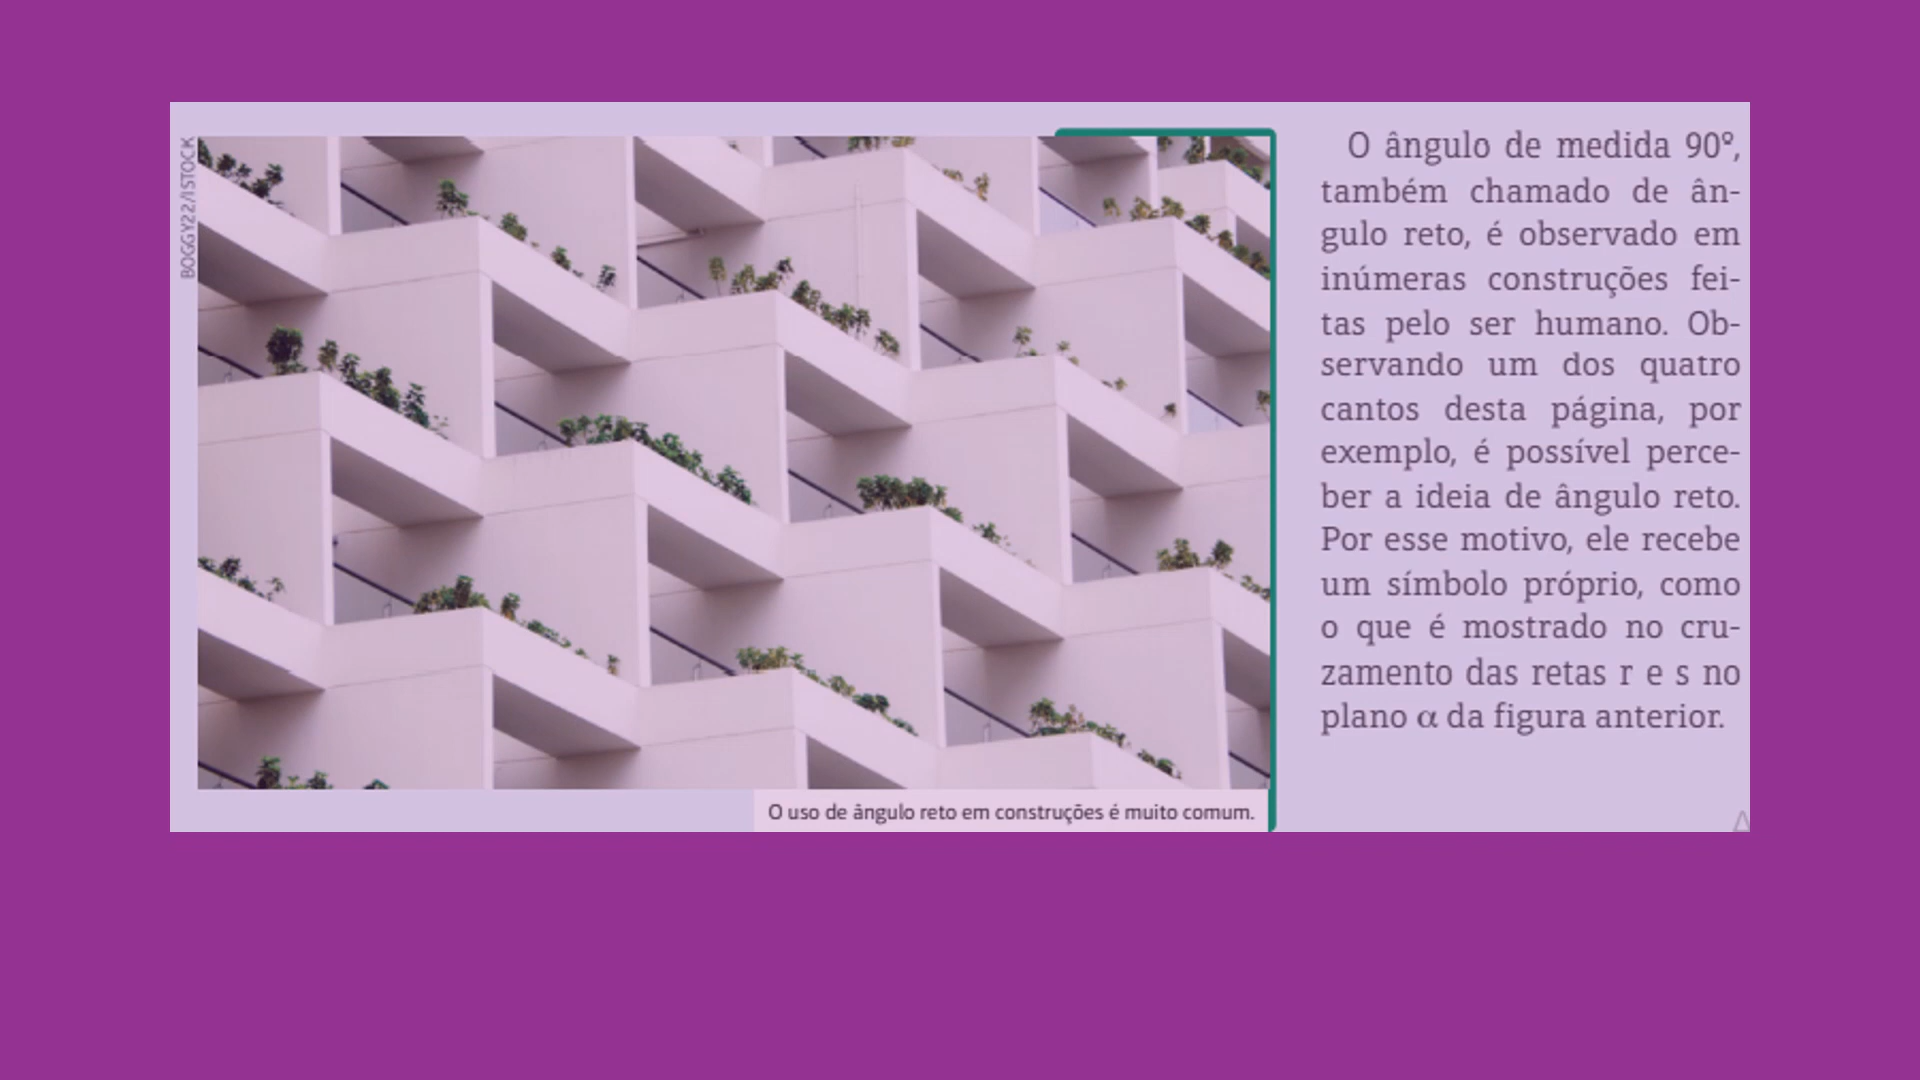 BOGGY22/ISTOCK
O ângulo de medida 90º,
também chamado de ân-
gulo reto, é observado em
inúmeras construções fei-
tas pelo ser humano. Ob-
servando um dos quatro
cantos desta página, por
exemplo, é possível perce-
ber a ideia de ângulo reto.
Por esse motivo, ele recebe
um símbolo próprio, como
o que é mostrado no cru-
zamento das retas r e s no
plano α da figura anterior.
O uso de ângulo reto em construções é muito comum.